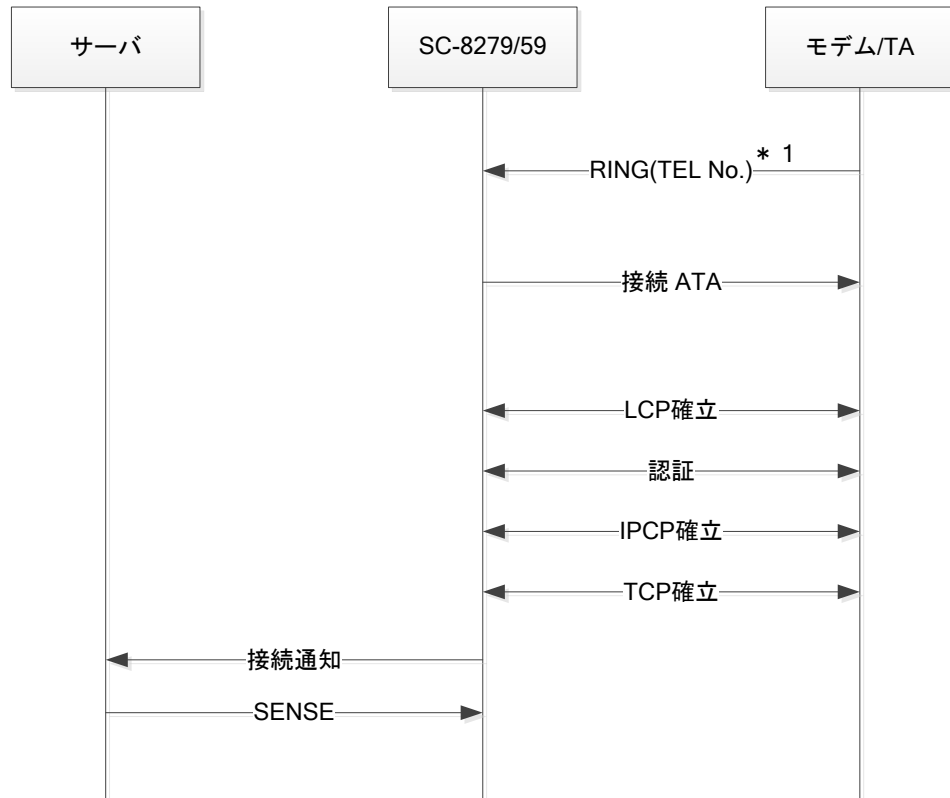 サーバ
SC-8279/59
モデム/TA
RING(TEL No.)* 1
接続 ATA
LCP確立
認証
IPCP確立
TCP確立
接続通知
SENSE